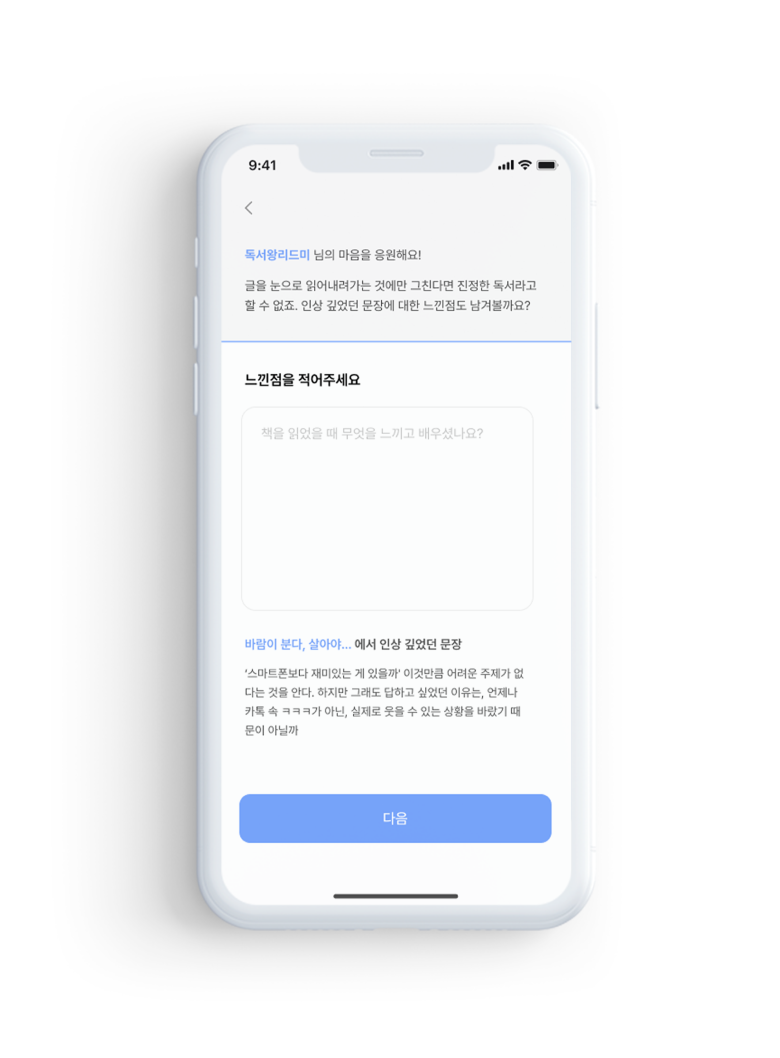 9:41
독서왕리드미 님의 마음을 응원해요!
글을 눈으로 읽어내려가는 것에만 그친다면 진정한 독서라고
할 수 없죠. 인상 깊었던 문장에 대한 느낀점도 남겨볼까요?
느낀점을 적어주세요
책을 읽었을 때 무엇을 느끼고 배우셨나요?
바람이 분다, 살아야... 에서 인상 깊었던 문장
'스마트폰보다 재미있는 게 있을까' 이것만큼 어려운 주제가 없
다는 것을 안다. 하지만 그래도 답하고 싶었던 이유는, 언제나
카톡 속 ㅋㅋㅋ가 아닌, 실제로 웃을 수 있는 상황을 바랐기 때
문이 아닐까
다음